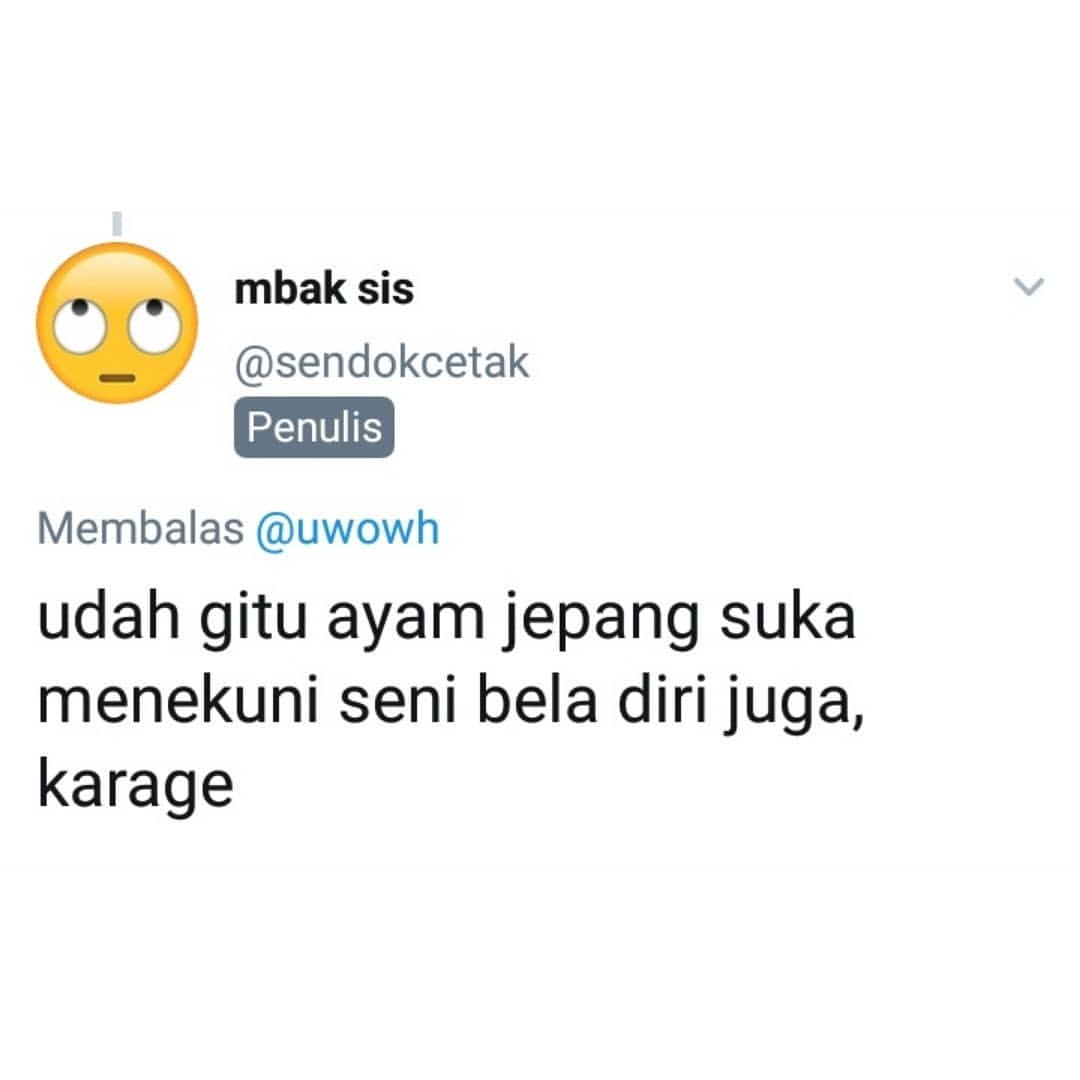 mbak sis
@sendokcetak
Penulis
Membalas @uwowh
udah gitu ayam jepang suka
menekuni seni bela diri juga,
karage